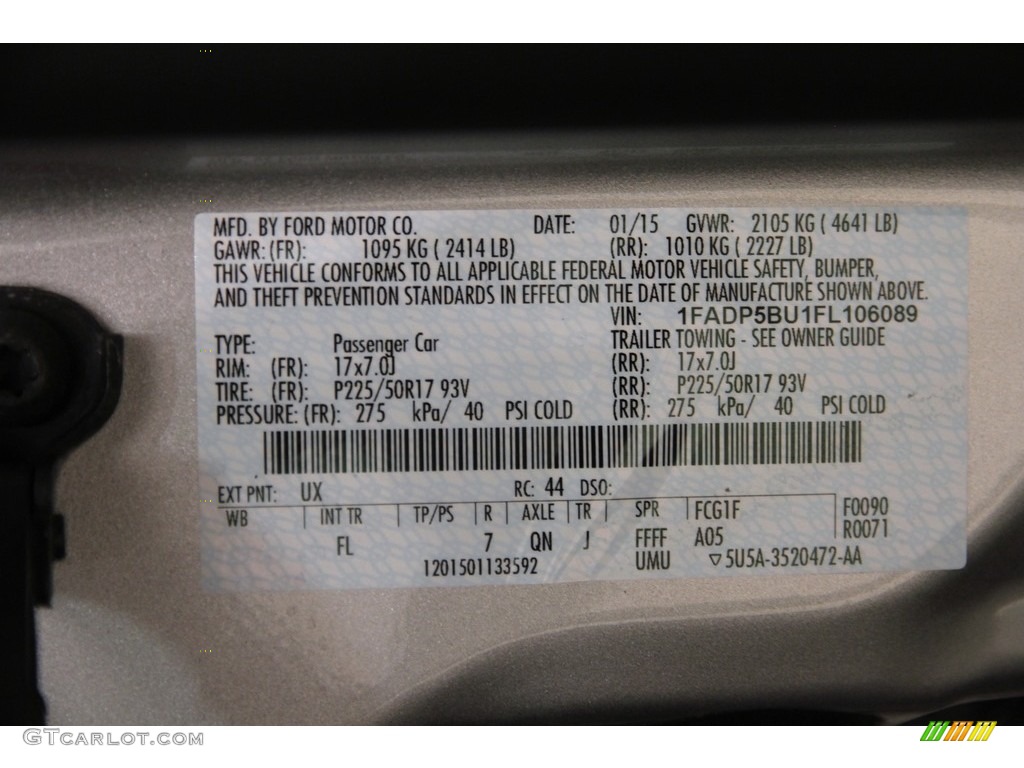 MFD. BY FORD MOTOR CO. DATE: 01/15 GVWR: 2105 KG ( 4641 LB)
GAWR: (FR): 1095 KG ( 2414 LB) (RR): 1010 KG ( 2227 LB)
THIS VEHICLE CONFORMS TO ALL APPLICABLE FEDERAL MOTOR VEHICLE SAFETY, BUMPER,
AND THEFT PREVENTION STANDARDS IN EFFECT ON THE DATE OF MANUFACTURE SHOWN ABOVE.
VIN: 1FADP5BU1FL106089
TYPE: Passenger Car TRAILER TOWING - SEE OWNER GUIDE
RIM: (FR): 17x7.0J (RR): 17x7.0J
TIRE: (FR): P225/50R17 93V (RR): P225/50R17 93V
PRESSURE: (FR): 275 kPa/ 40 PSI COLD (RR): 275 kPa/ 40 PSI COLD
EXT PNT: UX RC: 44 DSO:
WB INT TR TP/PS R AXLE TR SPR FCG1F F0090
FL 7 QN J FFFF A05 R0071
1201501133592 UMU ▽5U5A-3520472-AA
GTCARLOT.COM